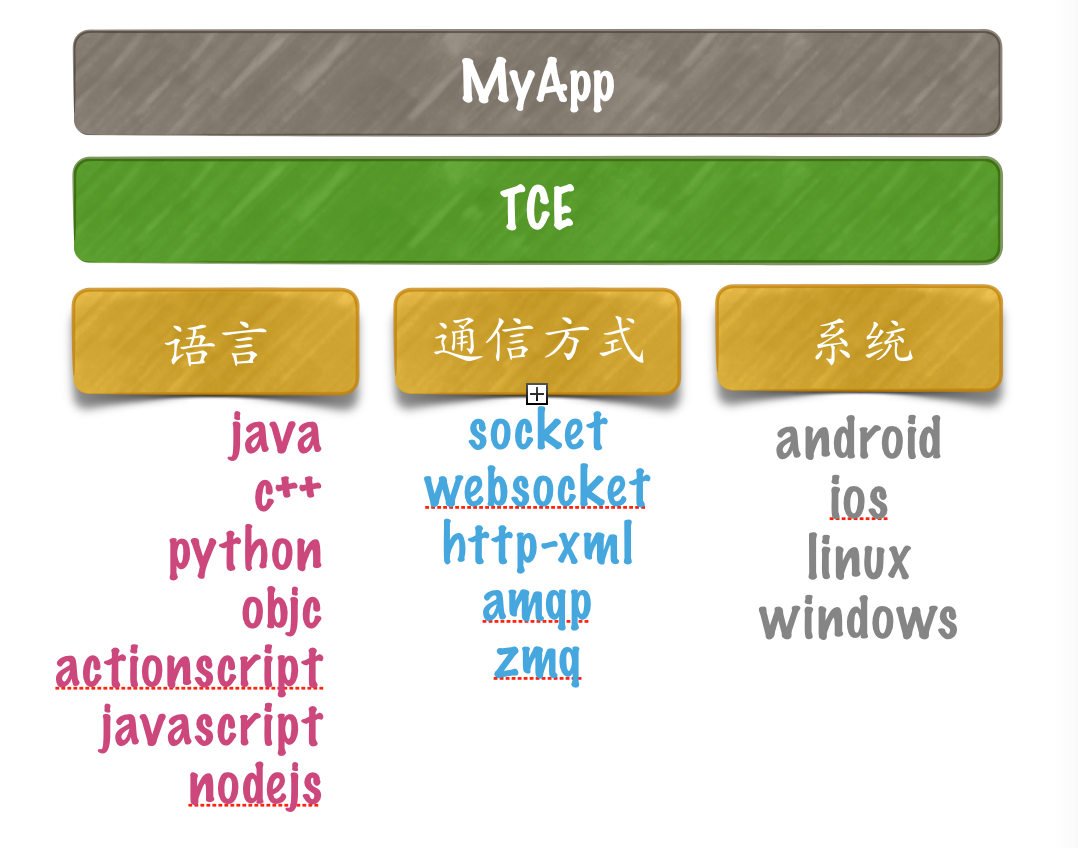 MyApp
TCE
语言
java
c++
python
objc
actionscript
javascript
nodejs
通信方式
socket
websocket
http-xml
amqp
zmq
系统
android
ios
linux
windows